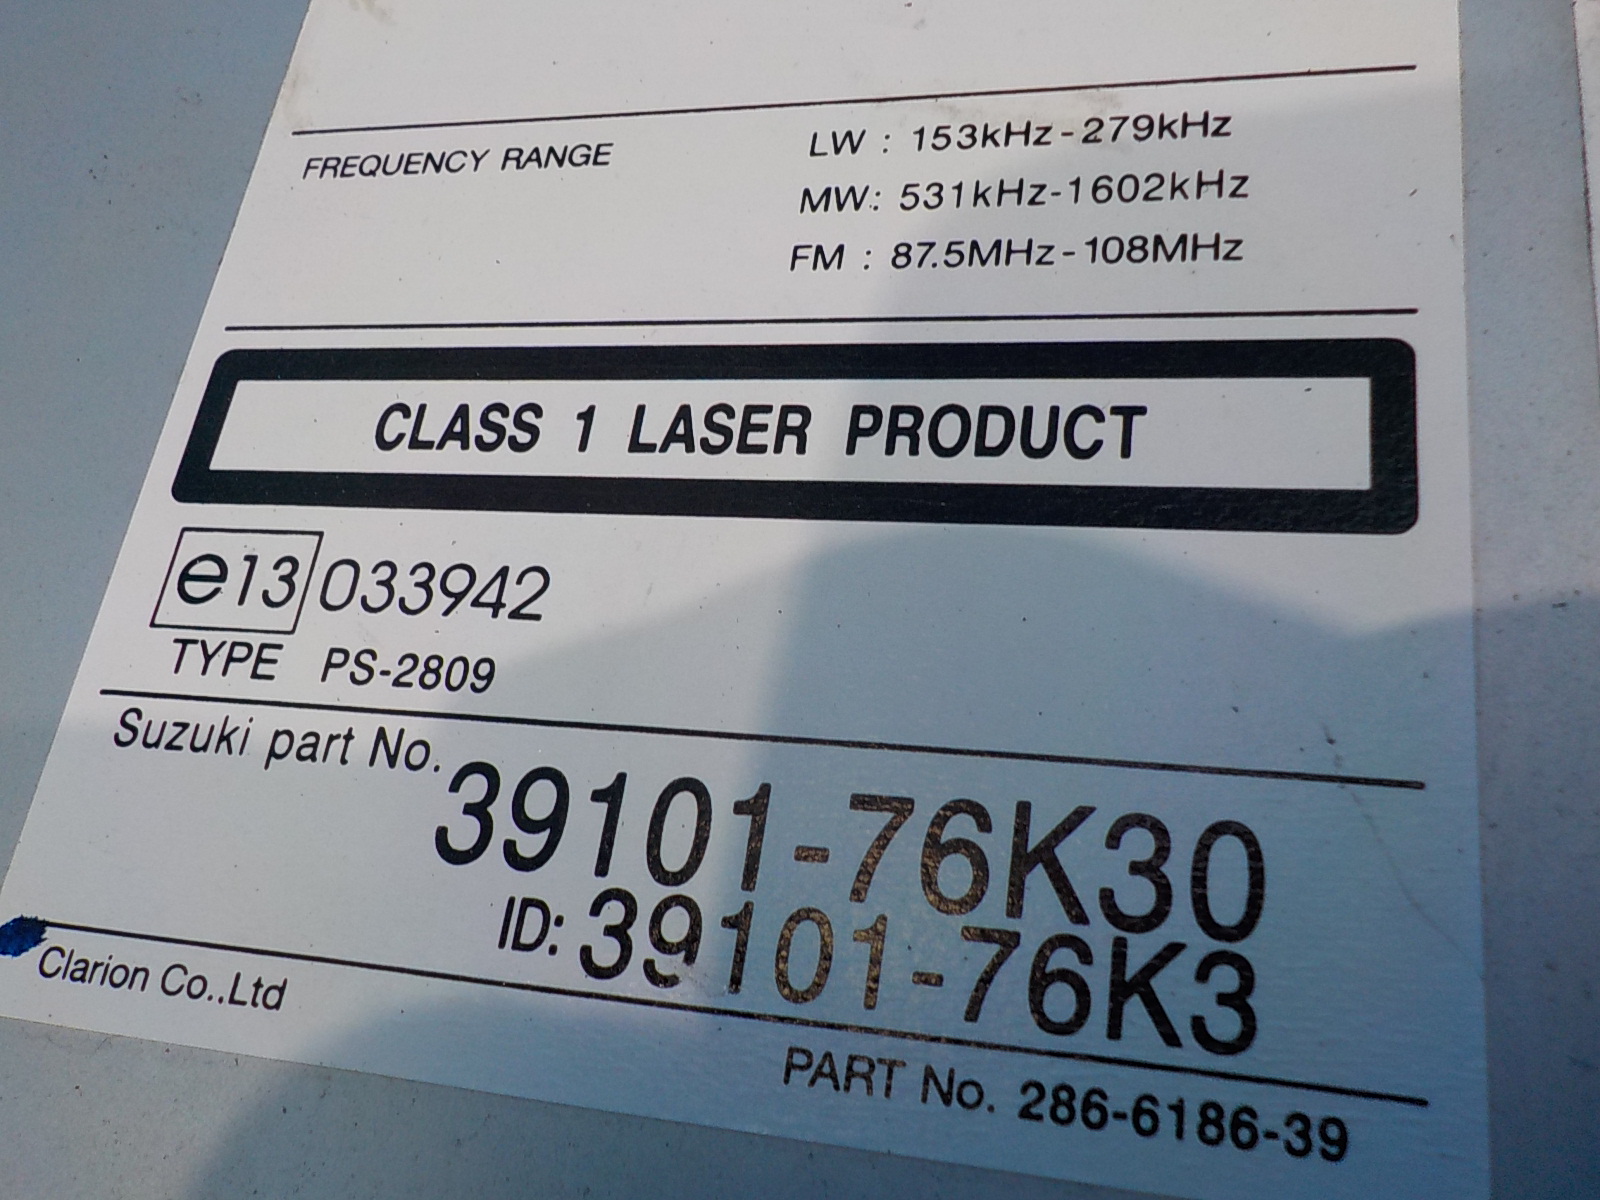 FREQUENCY RANGE LW : 153kHz-279kHz
MW: 531kHz-1602kHz
FM : 87.5MHz-108MHz
CLASS 1 LASER PRODUCT
e13 033942
TYPE PS-2809
Suzuki part No. 39101-76K30
ID: 39101-76K3
Clarion Co..Ltd
PART No. 286-6186-39